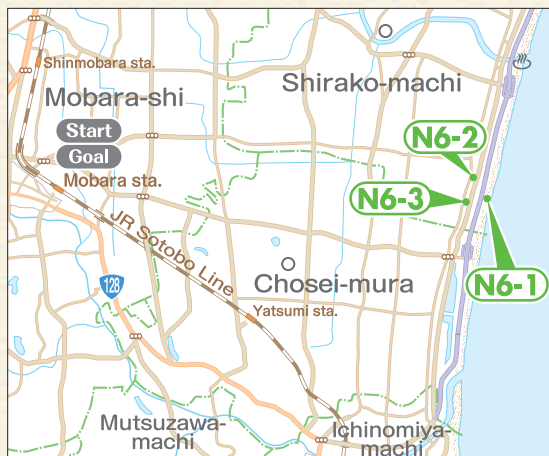 Shinmobara sta.
Shirako-machi
Mobara-shi
Start
Goal
N6-2
Mobara sta.
N6-3
JR Sotobo Line
N6-1
128
Chosei-mura
Yatsumi sta.
Mutsuzawa-
machi
Ichinomiya-
machi